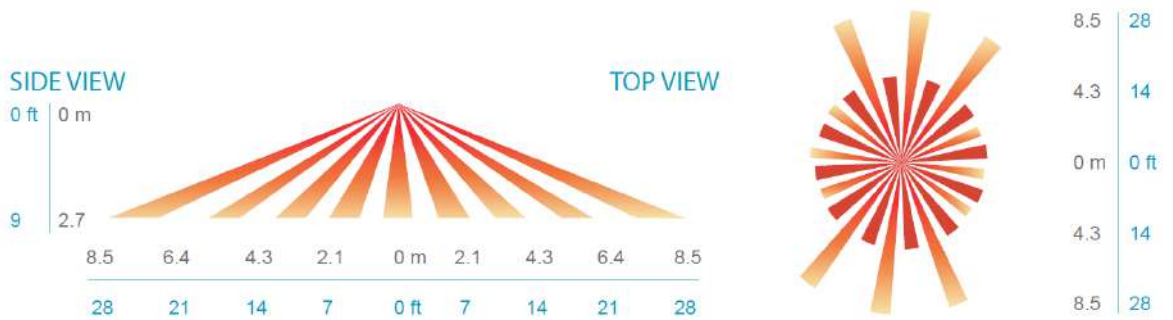 SIDE VIEW
0 ft 0 m
9 2.7
8.5 6.4 4.3 2.1 0 m 2.1 4.3 6.4 8.5
28 21 14 7 0 ft 7 14 21 28
TOP VIEW
8.5 28
4.3 14
0 m 0 ft
4.3 14
8.5 28